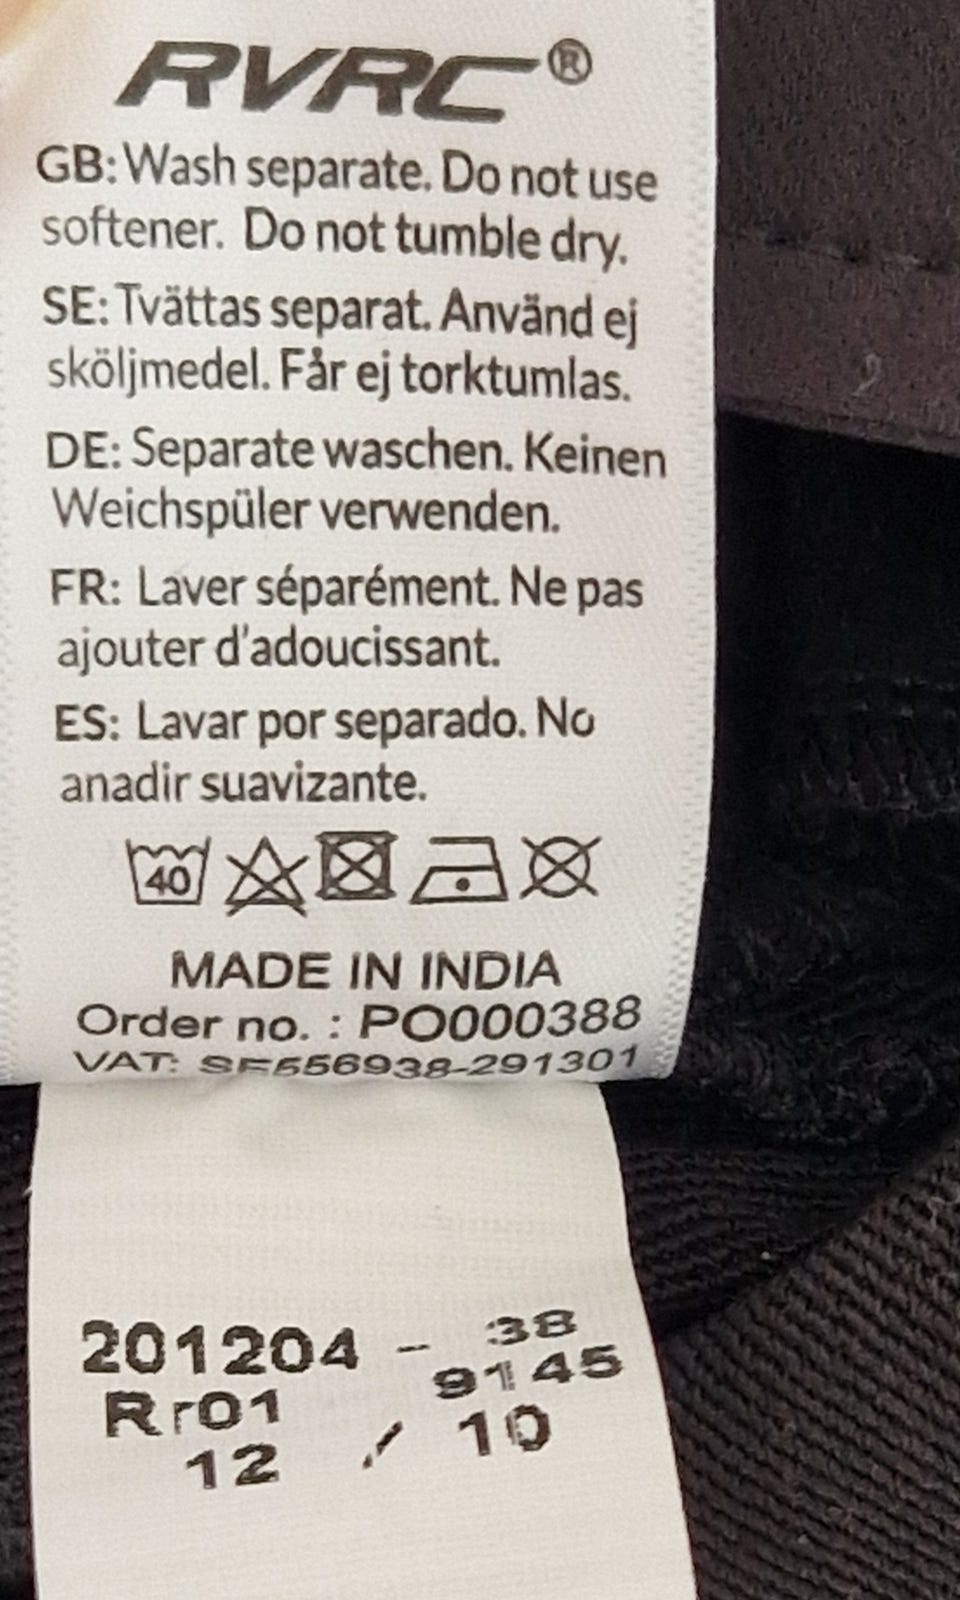 RVRC®
GB: Wash separate. Do not use
softener. Do not tumble dry.
SE: Tvättas separat. Använd ej
sköljmedel. Får ej torktumlas.
DE: Separate waschen. Keinen
Weichspüler verwenden.
FR: Laver séparément. Ne pas
ajouter d'adoucissant.
ES: Lavar por separado. No
anadir suavizante.
40
MADE IN INDIA
Order no. : PO000388
VAT: SE556938-291301
201204 - 38
Rr01 9145
12 / 10